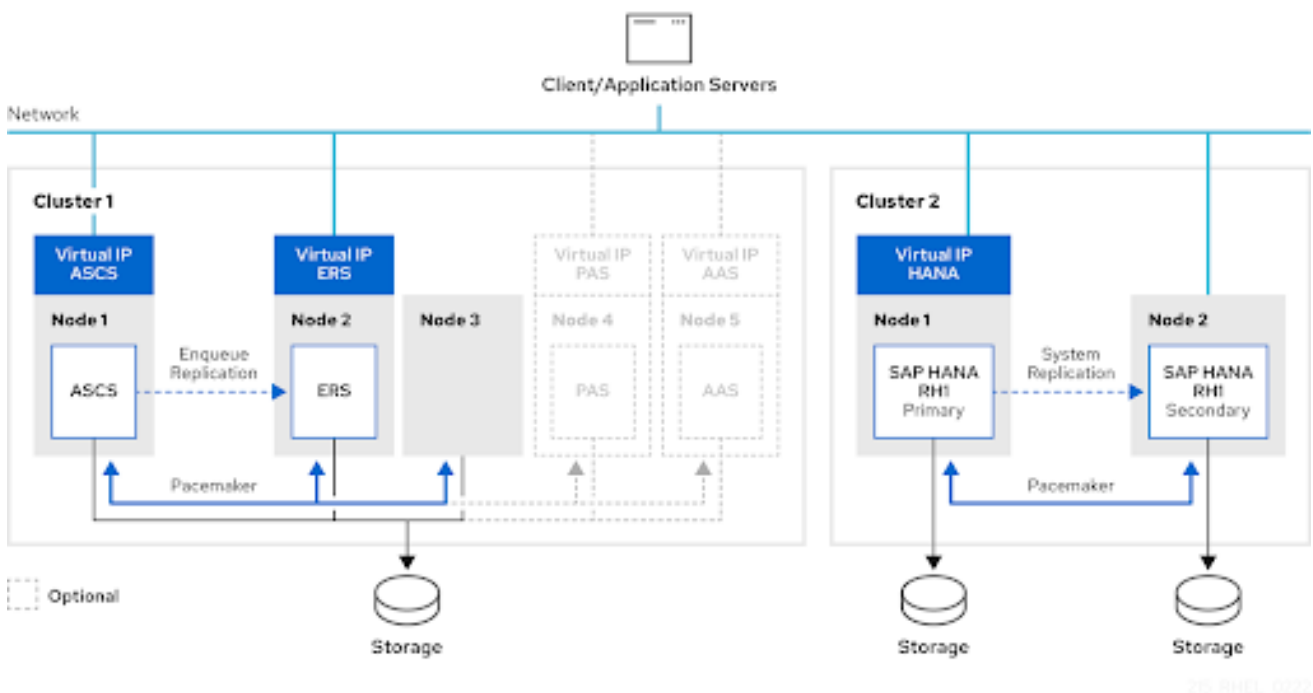 Client/Application Servers
Network
Cluster 1
Virtual IP
ASCS
Node 1
ASCS
Enqueue
Replication
Virtual IP
ERS
Node 2
ERS
Node 3
Virtual IP
PAS
Node 4
PAS
Virtual IP
AAS
Node 5
AAS
Pacemaker
Storage
Optional
Cluster 2
Virtual IP
HANA
Node 1
SAP HANA
RH1
Primary
System
Replication
Node 2
SAP HANA
RH1
Secondary
Pacemaker
Storage
Storage